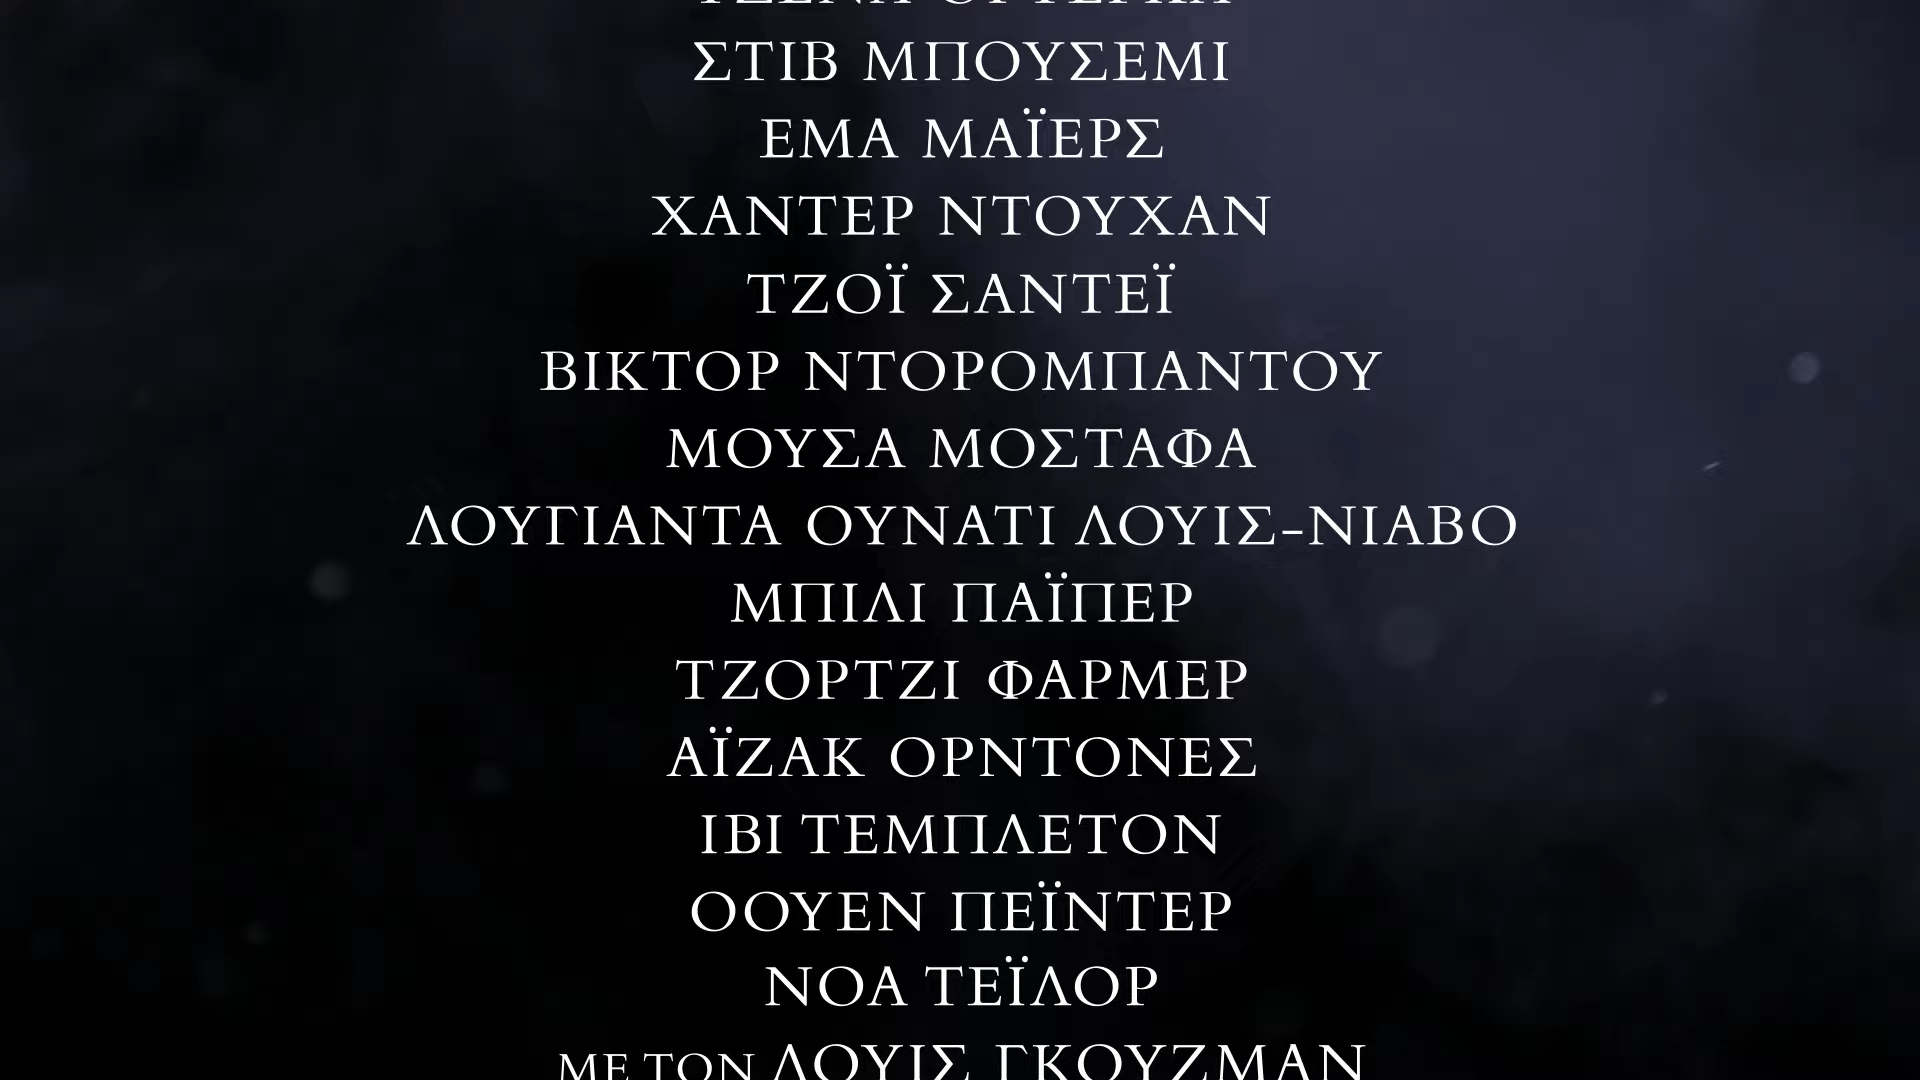 ΣΤΙΒ ΜΠΟΥΣΕΜΙ
ΕΜΑ ΜΑΪΕΡΣ
ΧΑΝΤΕΡ ΝΤΟΥΧΑΝ
ΤΖΟΪ ΣΑΝΤΕΪ
ΒΙΚΤΟΡ ΝΤΟΡΟΜΠΑΝΤΟΥ
ΜΟΥΣΑ ΜΟΣΤΑΦΑ
ΛΟΥΓΙΑΝΤΑ ΟΥΝΑΤΙ ΛΟΥΙΣ-ΝΙΑΒΟ
ΜΠΙΛΙ ΠΑΪΠΕΡ
ΤΖΟΡΤΖΙ ΦΑΡΜΕΡ
ΑΪΖΑΚ ΟΡΝΤΟΝΕΣ
ΙΒΙ ΤΕΜΠΛΕΤΟΝ
ΟΟΥΕΝ ΠΕΪΝΤΕΡ
ΝΟΑ ΤΕΪΛΟΡ
ΜΕ ΤΟΝ ΛΟΥΙΣ ΓΚΟΥΖΜΑΝ